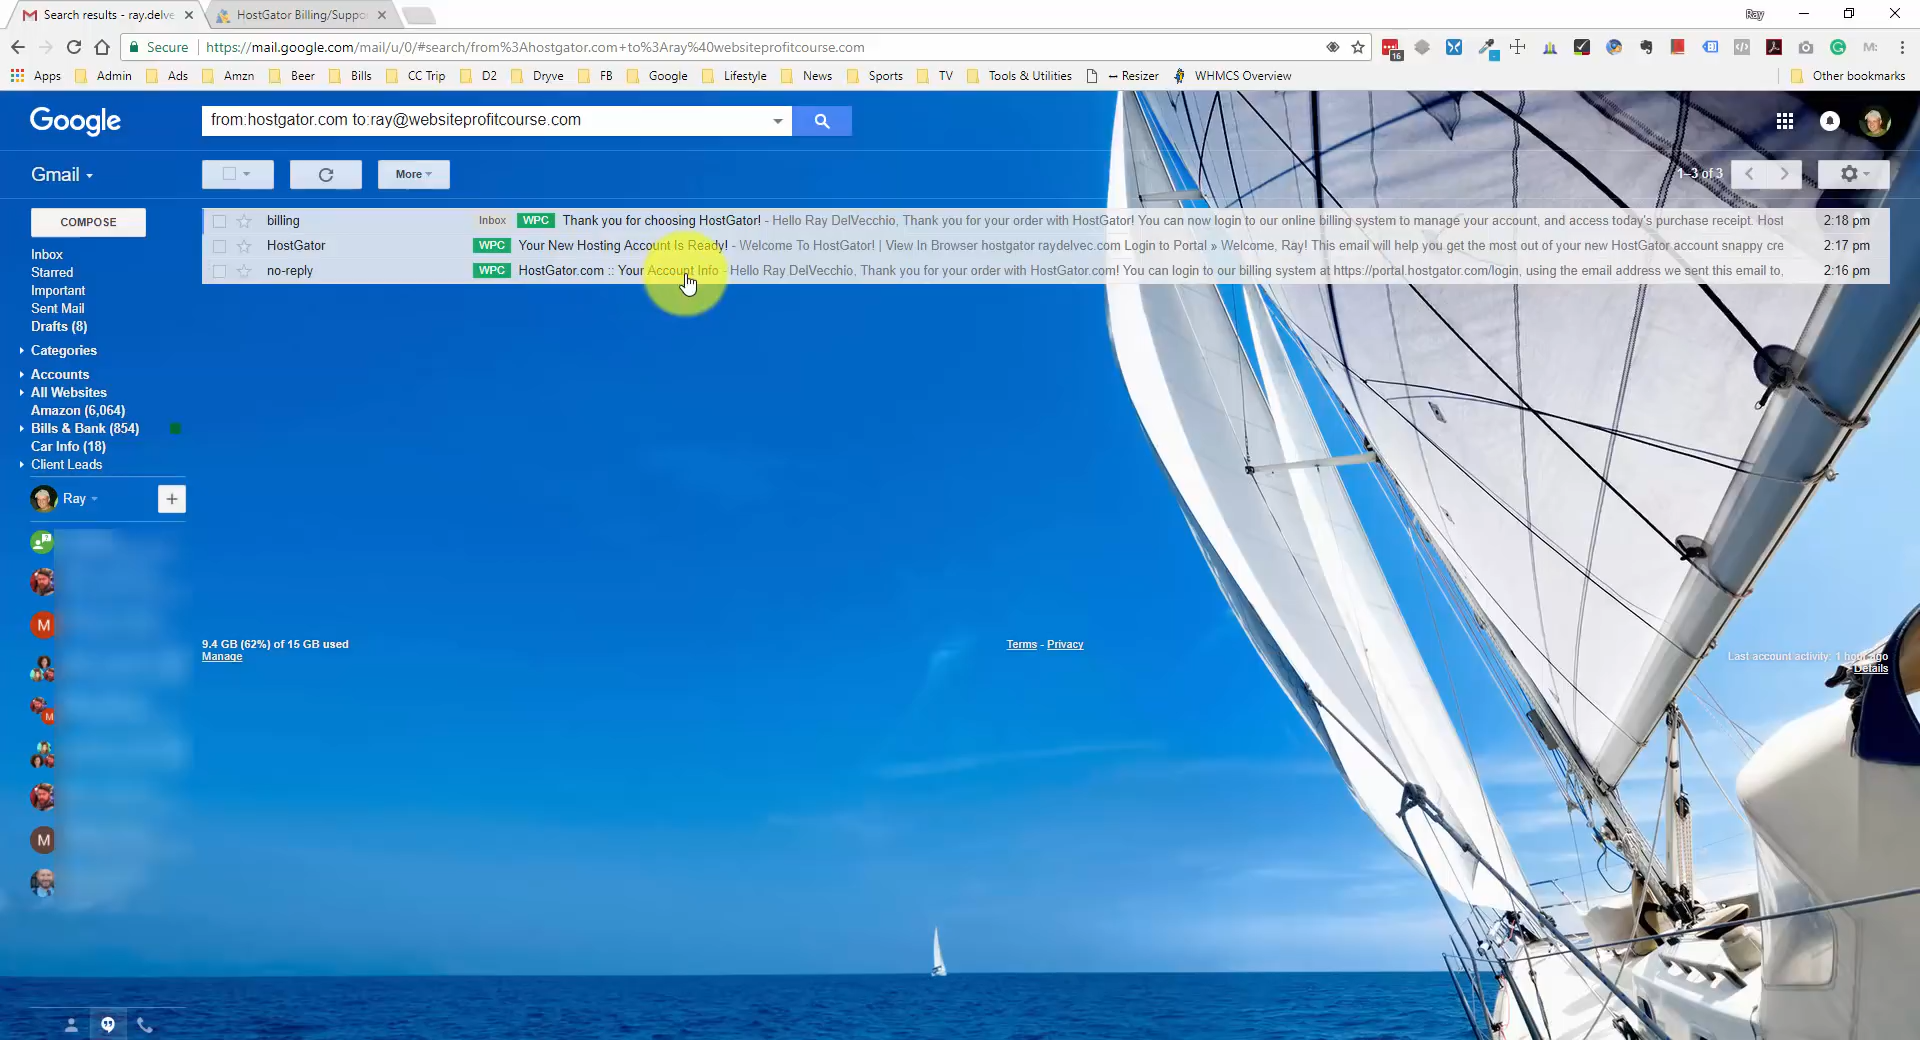 Search results - ray.delve
HostGator Billing/Suppo
Ray
Secure
https://mail.google.com/mail/u/0/#search/from%3Ahostgator.com+to%3Aray%40websiteprofitcourse.com
16
M:
Apps
Admin
Ads
Amzn
Beer
Bills
CC Trip
D2
Dryve
FB
Google
Lifestyle
News
Sports
TV
Tools & Utilities
↔ Resizer
WHMCS Overview
Other bookmarks
Google
from:hostgator.com to:ray@websiteprofitcourse.com
Gmail
More
1–3 of 3
COMPOSE
billing Inbox WPC Thank you for choosing HostGator! - Hello Ray DelVecchio, Thank you for your order with HostGator! You can now login to our online billing system to manage your account, and access today's purchase receipt. Host 2:18 pm
HostGator WPC Your New Hosting Account Is Ready! - Welcome To HostGator! | View In Browser hostgator raydelvec.com Login to Portal » Welcome, Ray! This email will help you get the most out of your new HostGator account snappy cre 2:17 pm
no-reply WPC HostGator.com :: Your Account Info - Hello Ray DelVecchio, Thank you for your order with HostGator.com! You can login to our billing system at https://portal.hostgator.com/login, using the email address we sent this email to, 2:16 pm
Inbox
Starred
Important
Sent Mail
Drafts (8)
Categories
Accounts
All Websites
Amazon (6,064)
Bills & Bank (854)
Car Info (18)
Client Leads
Ray
M
M
M
9.4 GB (62%) of 15 GB used
Manage
Terms - Privacy
Last account activity: 1 hour ago
Details